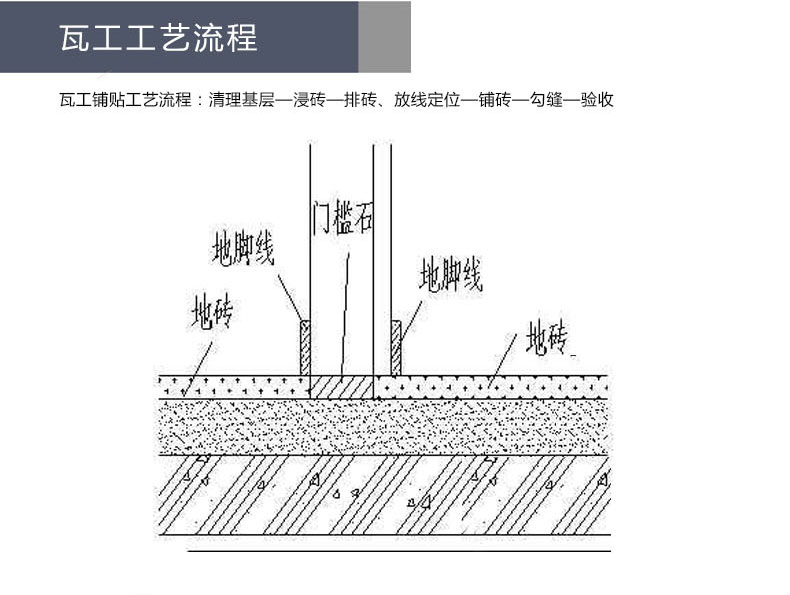 瓦工工艺流程
瓦工铺贴工艺流程：清理基层—浸砖—排砖、放线定位—铺砖—勾缝—验收
门槛石
地脚线
地脚线
地砖
地砖